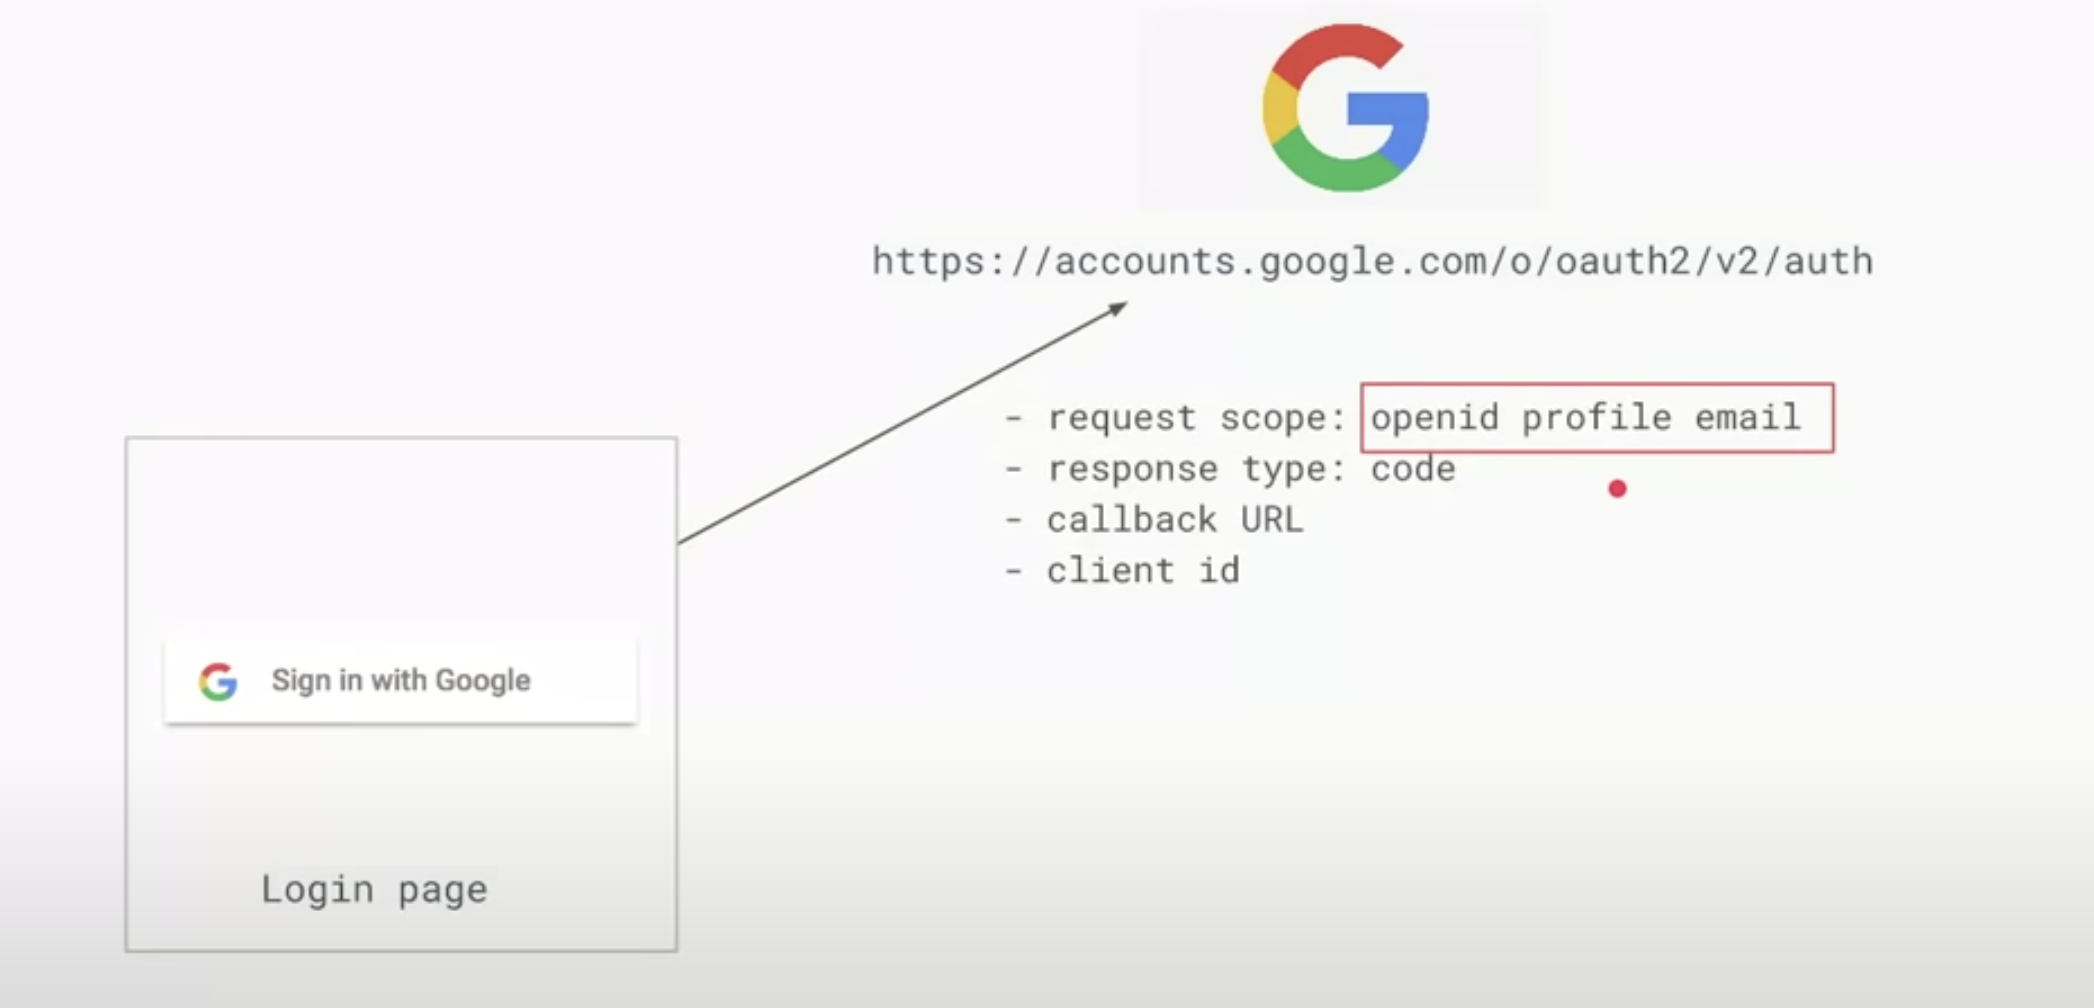 https://accounts.google.com/o/oauth2/v2/auth
- request scope: openid profile email
- response type: code
- callback URL
- client id
Sign in with Google
Login page